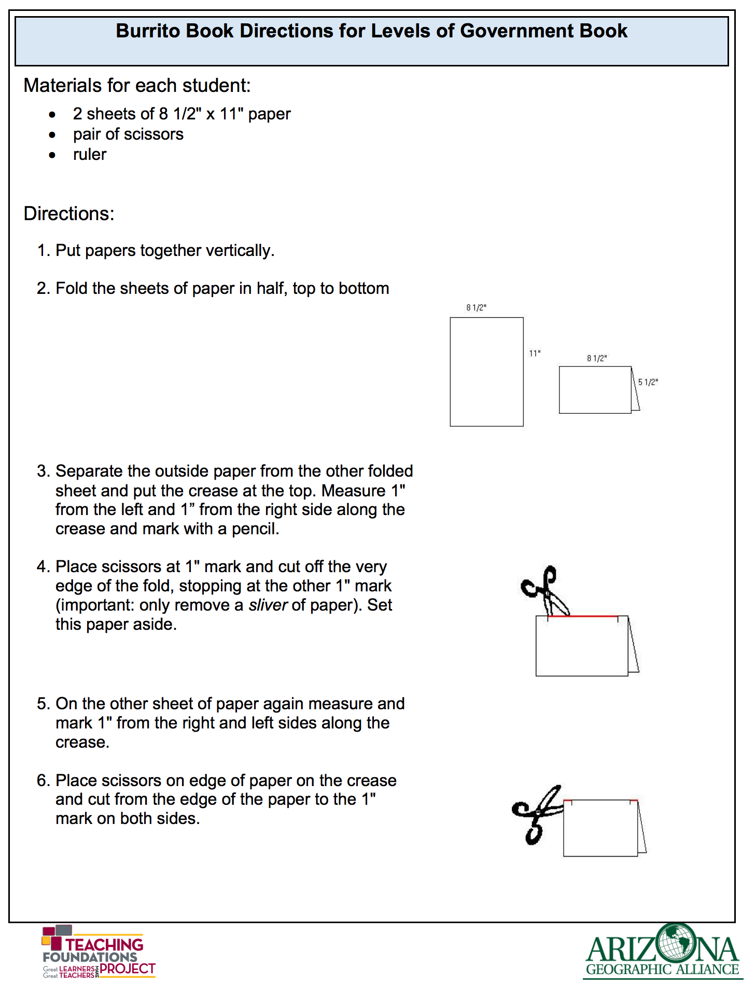 Burrito Book Directions for Levels of Government Book
Materials for each student:
• 2 sheets of 8 1/2" x 11" paper
• pair of scissors
• ruler
Directions:
1. Put papers together vertically.
2. Fold the sheets of paper in half, top to bottom
8 1/2"
11"
8 1/2"
5 1/2"
3. Separate the outside paper from the other folded
sheet and put the crease at the top. Measure 1"
from the left and 1” from the right side along the
crease and mark with a pencil.
4. Place scissors at 1" mark and cut off the very
edge of the fold, stopping at the other 1" mark
(important: only remove a sliver of paper). Set
this paper aside.
5. On the other sheet of paper again measure and
mark 1" from the right and left sides along the
crease.
6. Place scissors on edge of paper on the crease
and cut from the edge of the paper to the 1"
mark on both sides.
TEACHING
FOUNDATIONS
Great LEARNERS MAKE PROJECT
Great TEACHERS
ARIZONA
GEOGRAPHIC ALLIANCE